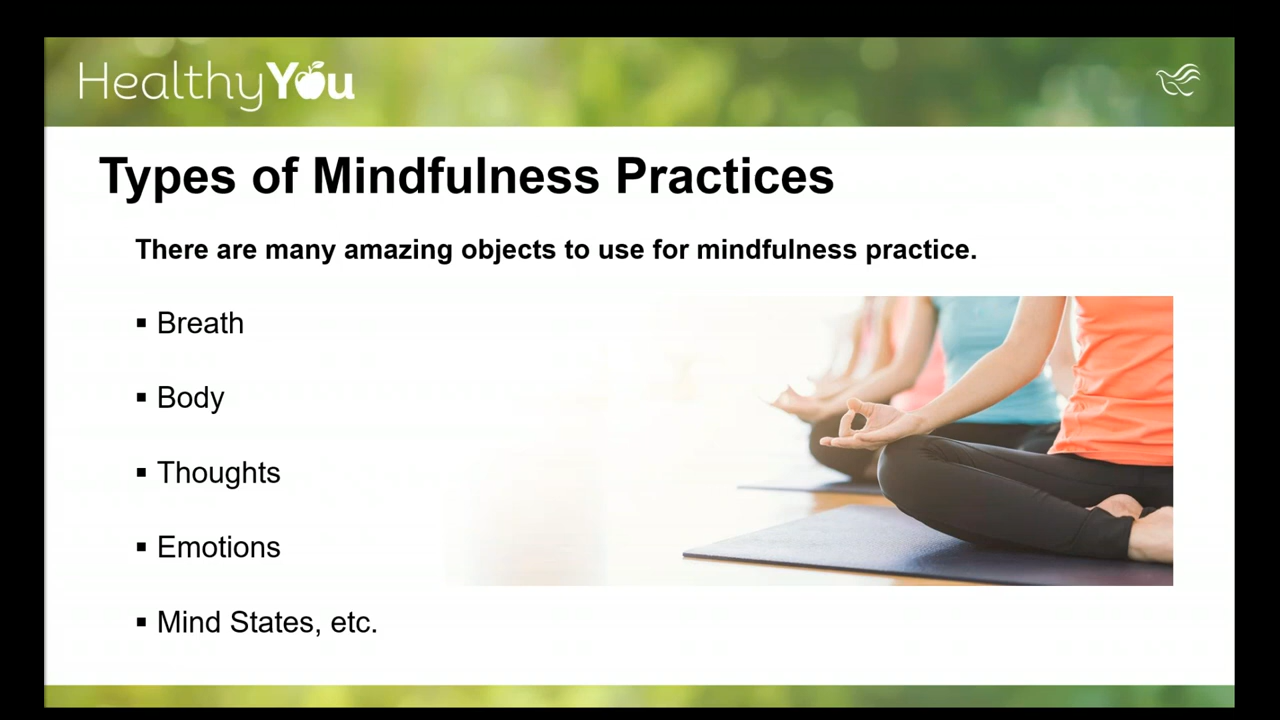 HealthyYou
Types of Mindfulness Practices
There are many amazing objects to use for mindfulness practice.
▪ Breath
▪ Body
▪ Thoughts
▪ Emotions
▪ Mind States, etc.